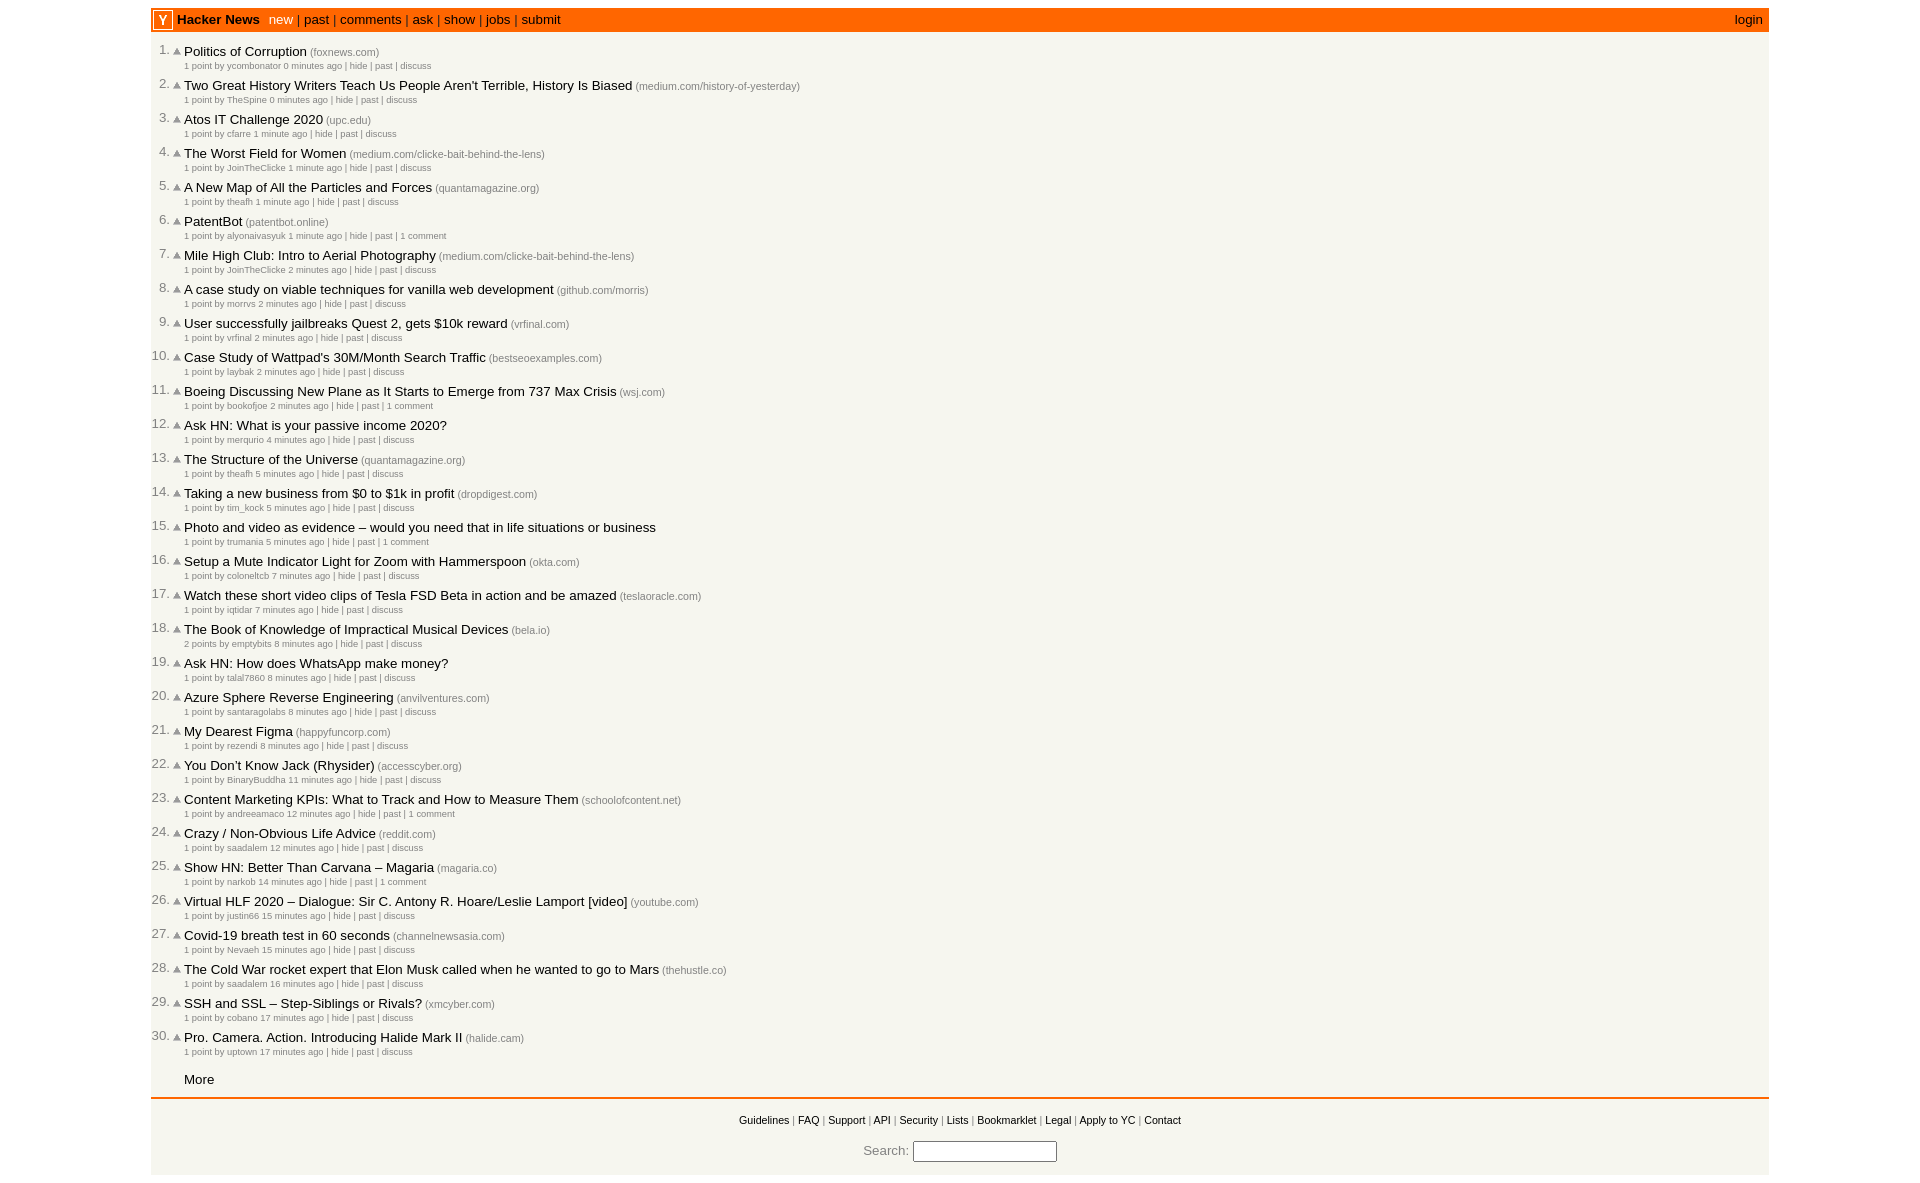 Y Hacker News new | past | comments | ask | show | jobs | submit login
1. Politics of Corruption (foxnews.com)
1 point by ycombonator 0 minutes ago | hide | past | discuss
2. Two Great History Writers Teach Us People Aren't Terrible, History Is Biased (medium.com/history-of-yesterday)
1 point by TheSpine 0 minutes ago | hide | past | discuss
3. Atos IT Challenge 2020 (upc.edu)
1 point by cfarre 1 minute ago | hide | past | discuss
4. The Worst Field for Women (medium.com/clicke-bait-behind-the-lens)
1 point by JoinTheClicke 1 minute ago | hide | past | discuss
5. A New Map of All the Particles and Forces (quantamagazine.org)
1 point by theafh 1 minute ago | hide | past | discuss
6. PatentBot (patentbot.online)
1 point by alyonaivasyuk 1 minute ago | hide | past | 1 comment
7. Mile High Club: Intro to Aerial Photography (medium.com/clicke-bait-behind-the-lens)
1 point by JoinTheClicke 2 minutes ago | hide | past | discuss
8. A case study on viable techniques for vanilla web development (github.com/morris)
1 point by morrvs 2 minutes ago | hide | past | discuss
9. User successfully jailbreaks Quest 2, gets $10k reward (vrfinal.com)
1 point by vrfinal 2 minutes ago | hide | past | discuss
10. Case Study of Wattpad's 30M/Month Search Traffic (bestseoexamples.com)
1 point by laybak 2 minutes ago | hide | past | discuss
11. Boeing Discussing New Plane as It Starts to Emerge from 737 Max Crisis (wsj.com)
1 point by bookofjoe 2 minutes ago | hide | past | 1 comment
12. Ask HN: What is your passive income 2020?
1 point by merqurio 4 minutes ago | hide | past | discuss
13. The Structure of the Universe (quantamagazine.org)
1 point by theafh 5 minutes ago | hide | past | discuss
14. Taking a new business from $0 to $1k in profit (dropdigest.com)
1 point by tim_kock 5 minutes ago | hide | past | discuss
15. Photo and video as evidence – would you need that in life situations or business
1 point by trumania 5 minutes ago | hide | past | 1 comment
16. Setup a Mute Indicator Light for Zoom with Hammerspoon (okta.com)
1 point by coloneltcb 7 minutes ago | hide | past | discuss
17. Watch these short video clips of Tesla FSD Beta in action and be amazed (teslaoracle.com)
1 point by iqtidar 7 minutes ago | hide | past | discuss
18. The Book of Knowledge of Impractical Musical Devices (bela.io)
2 points by emptybits 8 minutes ago | hide | past | discuss
19. Ask HN: How does WhatsApp make money?
1 point by talal7860 8 minutes ago | hide | past | discuss
20. Azure Sphere Reverse Engineering (anvilventures.com)
1 point by santaragolabs 8 minutes ago | hide | past | discuss
21. My Dearest Figma (happyfuncorp.com)
1 point by rezendi 8 minutes ago | hide | past | discuss
22. You Don’t Know Jack (Rhysider) (accesscyber.org)
1 point by BinaryBuddha 11 minutes ago | hide | past | discuss
23. Content Marketing KPIs: What to Track and How to Measure Them (schoolofcontent.net)
1 point by andreeamaco 12 minutes ago | hide | past | 1 comment
24. Crazy / Non-Obvious Life Advice (reddit.com)
1 point by saadalem 12 minutes ago | hide | past | discuss
25. Show HN: Better Than Carvana – Magaria (magaria.co)
1 point by narkob 14 minutes ago | hide | past | 1 comment
26. Virtual HLF 2020 – Dialogue: Sir C. Antony R. Hoare/Leslie Lamport [video] (youtube.com)
1 point by justin66 15 minutes ago | hide | past | discuss
27. Covid-19 breath test in 60 seconds (channelnewsasia.com)
1 point by Nevaeh 15 minutes ago | hide | past | discuss
28. The Cold War rocket expert that Elon Musk called when he wanted to go to Mars (thehustle.co)
1 point by saadalem 16 minutes ago | hide | past | discuss
29. SSH and SSL – Step-Siblings or Rivals? (xmcyber.com)
1 point by cobano 17 minutes ago | hide | past | discuss
30. Pro. Camera. Action. Introducing Halide Mark II (halide.cam)
1 point by uptown 17 minutes ago | hide | past | discuss
More
Guidelines | FAQ | Support | API | Security | Lists | Bookmarklet | Legal | Apply to YC | Contact
Search: